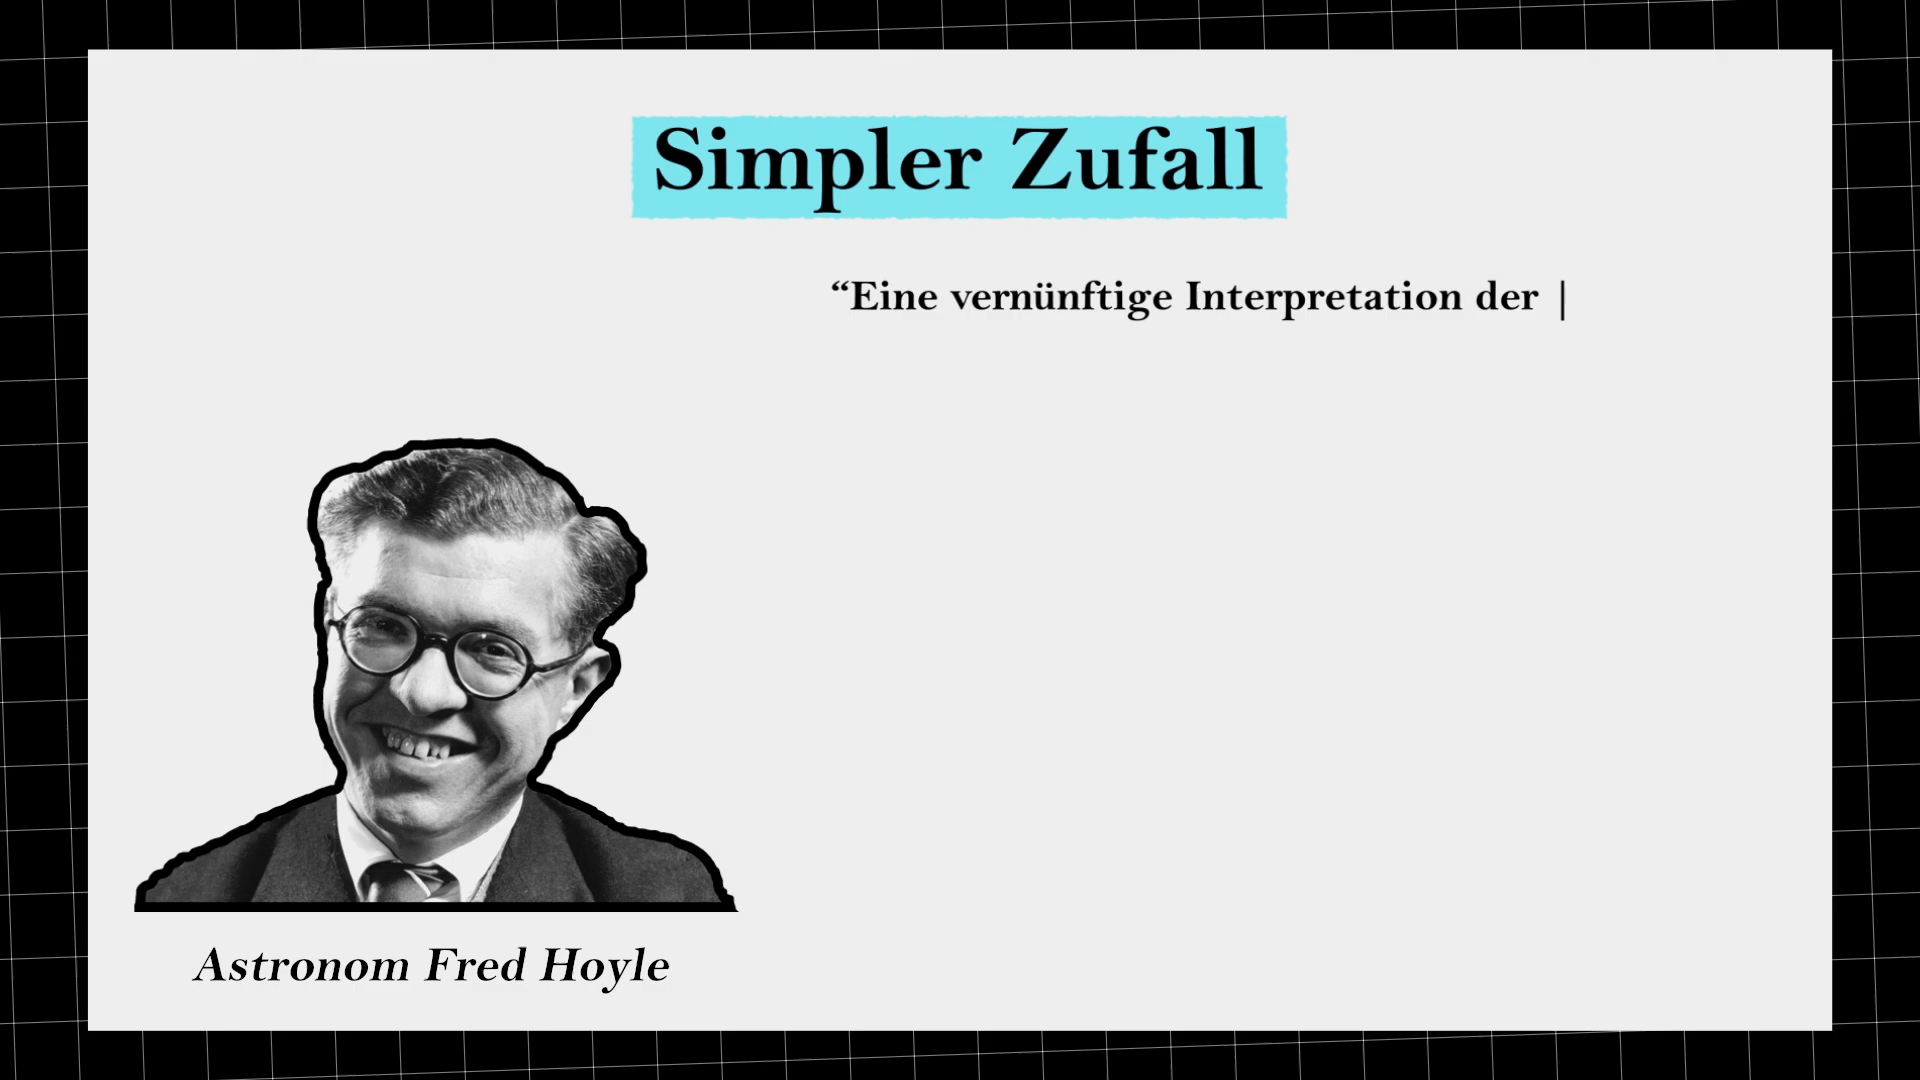 Simpler Zufall
“Eine vernünftige Interpretation der |
Astronom Fred Hoyle